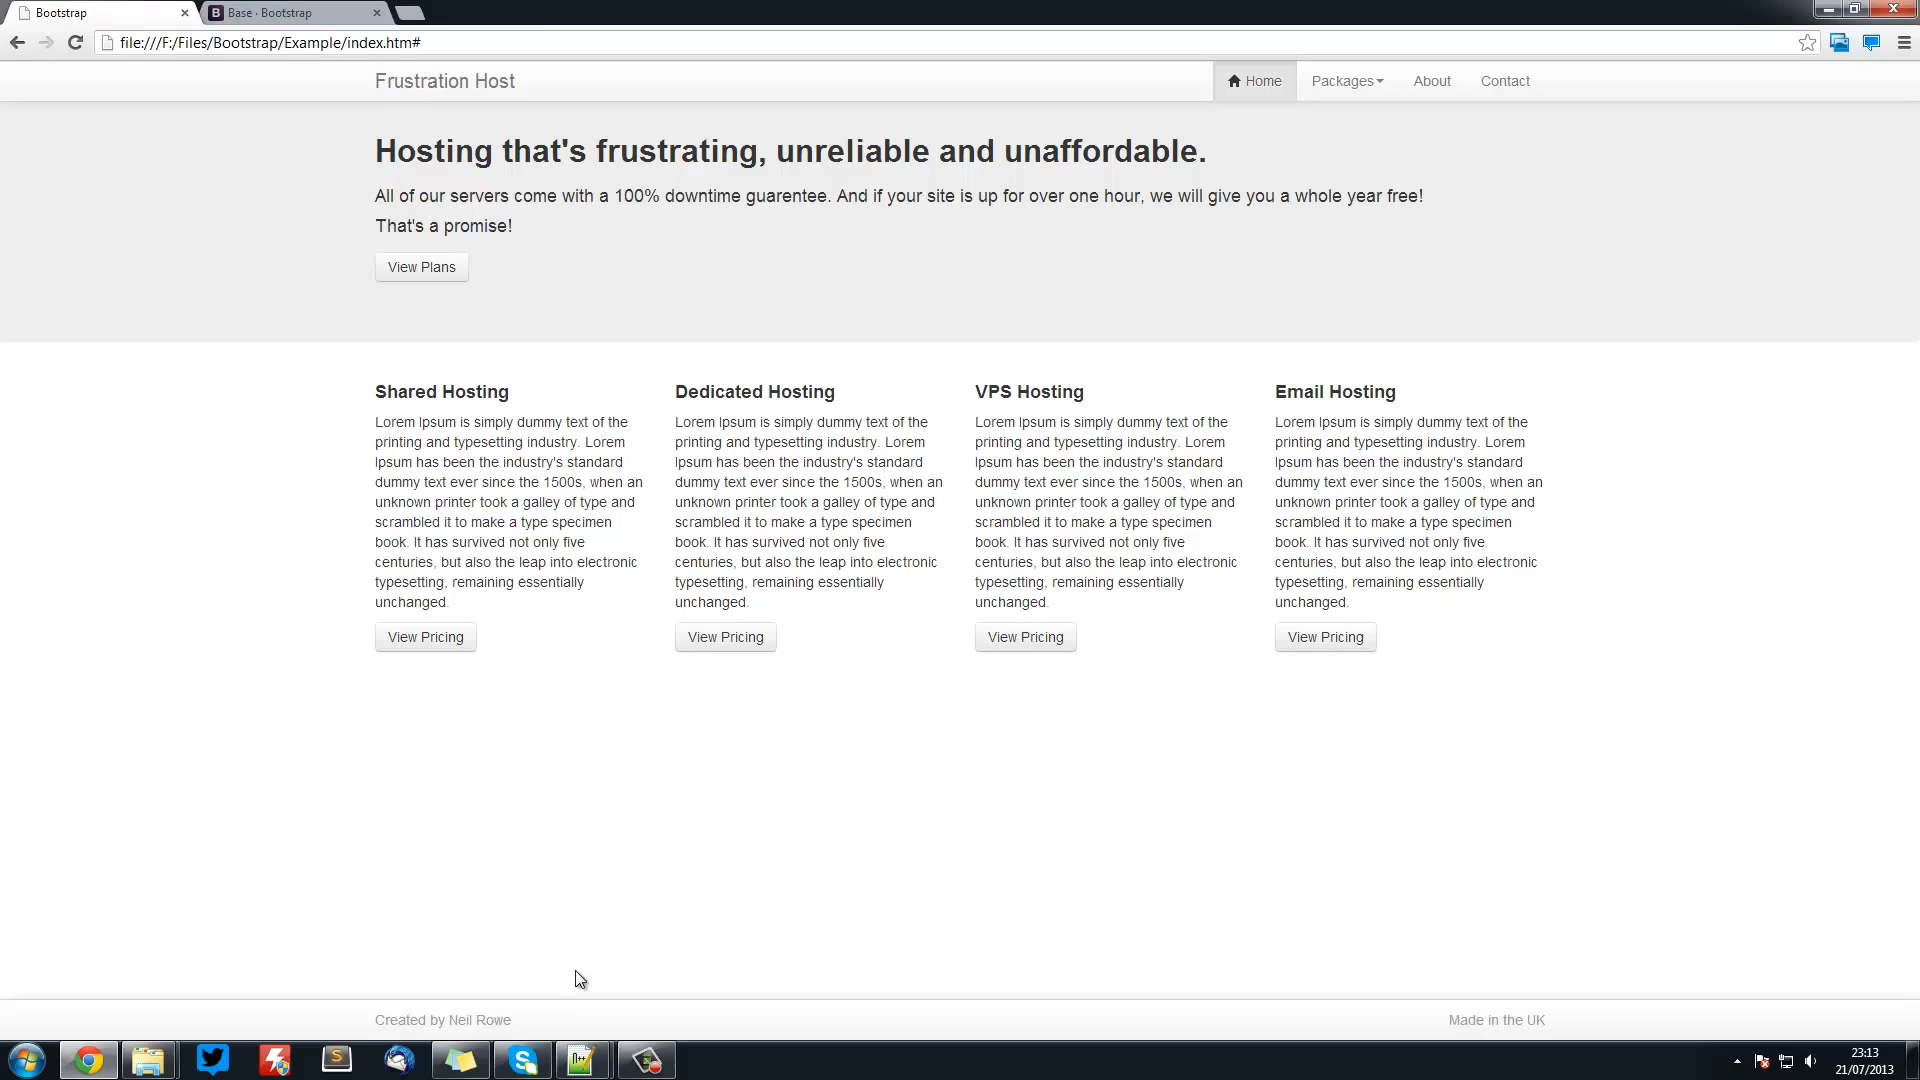 Bootstrap
Base · Bootstrap
file:///F:/Files/Bootstrap/Example/index.htm#
Frustration Host
Home
Packages
About
Contact
Hosting that's frustrating, unreliable and unaffordable.
All of our servers come with a 100% downtime guarentee. And if your site is up for over one hour, we will give you a whole year free!
That's a promise!
View Plans
Shared Hosting
Lorem Ipsum is simply dummy text of the
printing and typesetting industry. Lorem
Ipsum has been the industry's standard
dummy text ever since the 1500s, when an
unknown printer took a galley of type and
scrambled it to make a type specimen
book. It has survived not only five
centuries, but also the leap into electronic
typesetting, remaining essentially
unchanged.
View Pricing
Dedicated Hosting
Lorem Ipsum is simply dummy text of the
printing and typesetting industry. Lorem
Ipsum has been the industry's standard
dummy text ever since the 1500s, when an
unknown printer took a galley of type and
scrambled it to make a type specimen
book. It has survived not only five
centuries, but also the leap into electronic
typesetting, remaining essentially
unchanged.
View Pricing
VPS Hosting
Lorem Ipsum is simply dummy text of the
printing and typesetting industry. Lorem
Ipsum has been the industry's standard
dummy text ever since the 1500s, when an
unknown printer took a galley of type and
scrambled it to make a type specimen
book. It has survived not only five
centuries, but also the leap into electronic
typesetting, remaining essentially
unchanged.
View Pricing
Email Hosting
Lorem Ipsum is simply dummy text of the
printing and typesetting industry. Lorem
Ipsum has been the industry's standard
dummy text ever since the 1500s, when an
unknown printer took a galley of type and
scrambled it to make a type specimen
book. It has survived not only five
centuries, but also the leap into electronic
typesetting, remaining essentially
unchanged.
View Pricing
Created by Neil Rowe
Made in the UK
23:13
21/07/2013